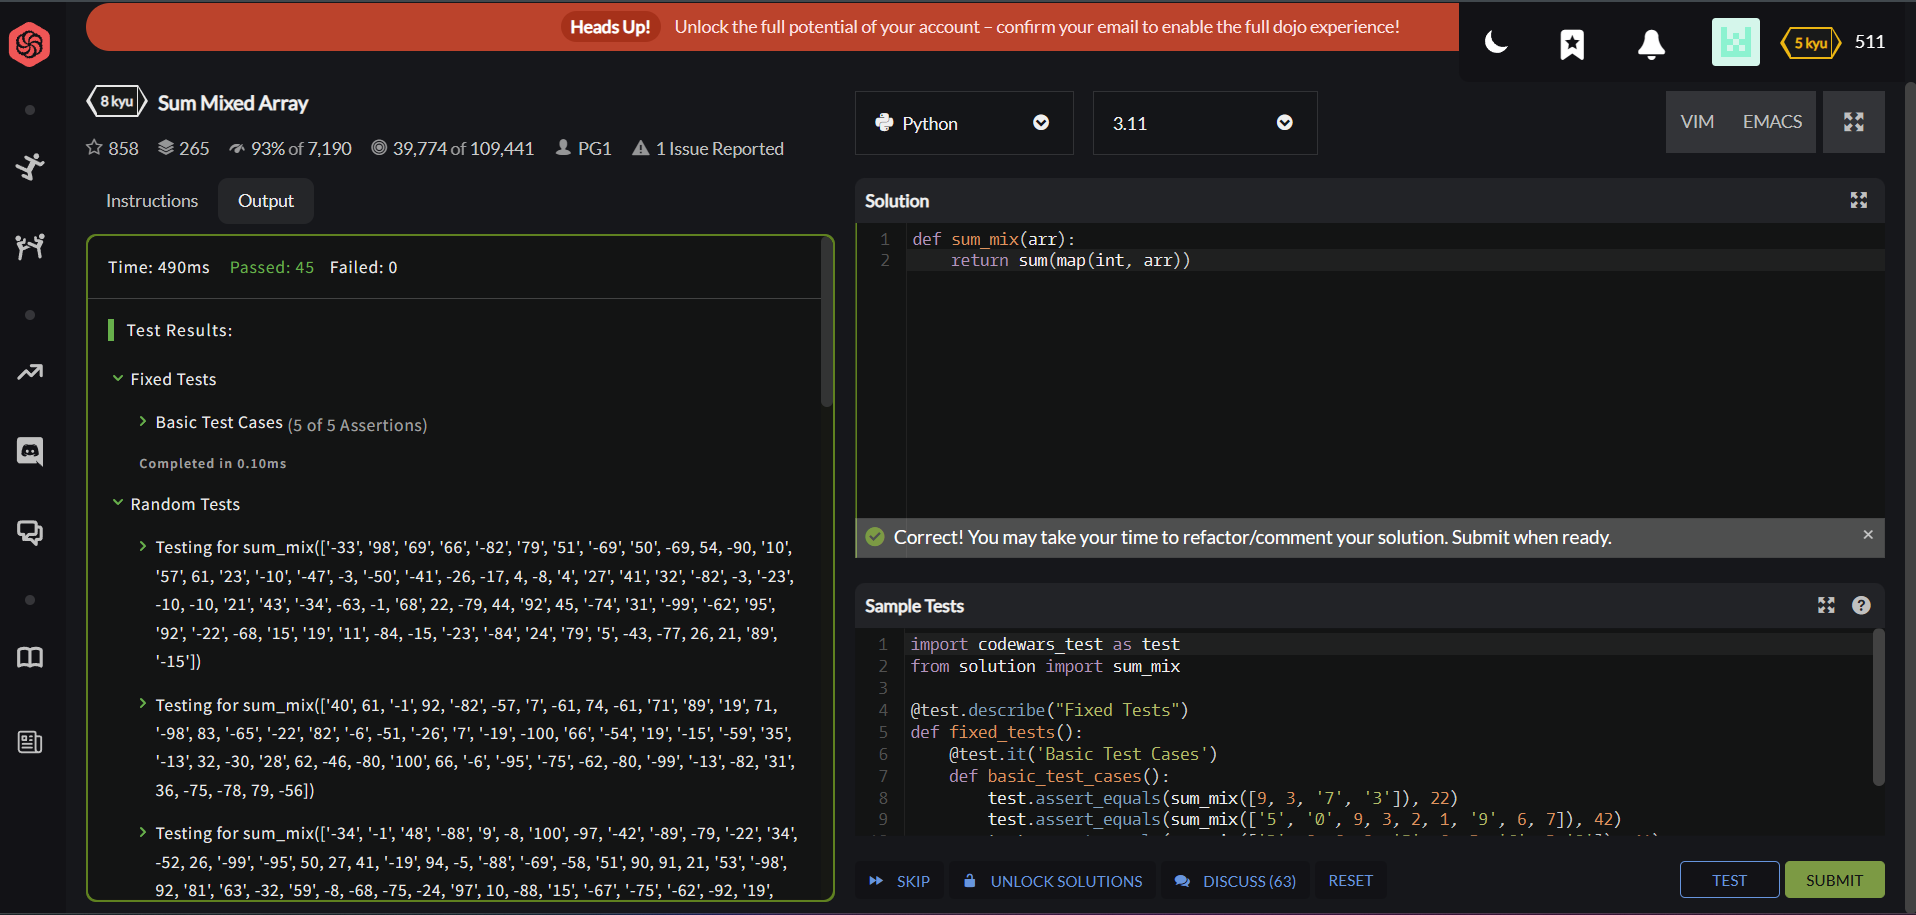 Heads Up! Unlock the full potential of your account – confirm your email to enable the full dojo experience!
5 kyu 511
8 kyu Sum Mixed Array
858 265 93% of 7,190 39,774 of 109,441 PG1 1 Issue Reported
Instructions Output
Time: 490ms Passed: 45 Failed: 0
Test Results:
Fixed Tests
Basic Test Cases (5 of 5 Assertions)
Completed in 0.10ms
Random Tests
Testing for sum_mix(['-33', '98', '69', '66', '-82', '79', '51', '-69', '50', -69, 54, -90, '10',
'57', 61, '23', '-10', '-47', -3, '-50', '-41', -26, -17, 4, -8, '4', '27', '41', '32', '-82', -3, '-23',
-10, -10, '21', '43', '-34', -63, -1, '68', 22, -79, 44, '92', 45, '-74', '31', '-99', '-62', '95',
'92', '-22', -68, '15', '19', '11', -84, -15, '-23', '-84', '24', '79', '5', -43, -77, 26, 21, '89',
'-15'])
Testing for sum_mix(['40', 61, '-1', 92, '-82', -57, '7', -61, 74, -61, '71', '89', '19', 71,
'-98', 83, '-65', '-22', '82', '-6', -51, '-26', '7', '-19', -100, '66', '-54', '19', '-15', '-59', '35',
'-13', 32, -30, '28', 62, -46, -80, '100', 66, '-6', '-95', '-75', -62, -80, '-99', '-13', -82, '31',
36, -75, -78, 79, -56])
Testing for sum_mix(['-34', '-1', '48', '-88', '9', -8, '100', -97, '-42', '-89', -79, '-22', '34',
-52, 26, '-99', '-95', 50, 27, 41, '-19', 94, -5, '-88', '-69', -58, '51', 90, 91, 21, '53', '-98',
92, '81', '63', -32, '59', -8, -68, -75, -24, '97', 10, -88, '15', '-67', '-75', '-62', -92, '19',
Python 3.11
VIM EMACS
Solution
1 def sum_mix(arr):
2 return sum(map(int, arr))
Correct! You may take your time to refactor/comment your solution. Submit when ready.
Sample Tests
1 import codewars_test as test
2 from solution import sum_mix
3
4 @test.describe("Fixed Tests")
5 def fixed_tests():
6 @test.it('Basic Test Cases')
7 def basic_test_cases():
8 test.assert_equals(sum_mix([9, 3, '7', '3']), 22)
9 test.assert_equals(sum_mix(['5', '0', 9, 3, 2, 1, '9', 6, 7]), 42)
SKIP UNLOCK SOLUTIONS DISCUSS (63) RESET TEST SUBMIT